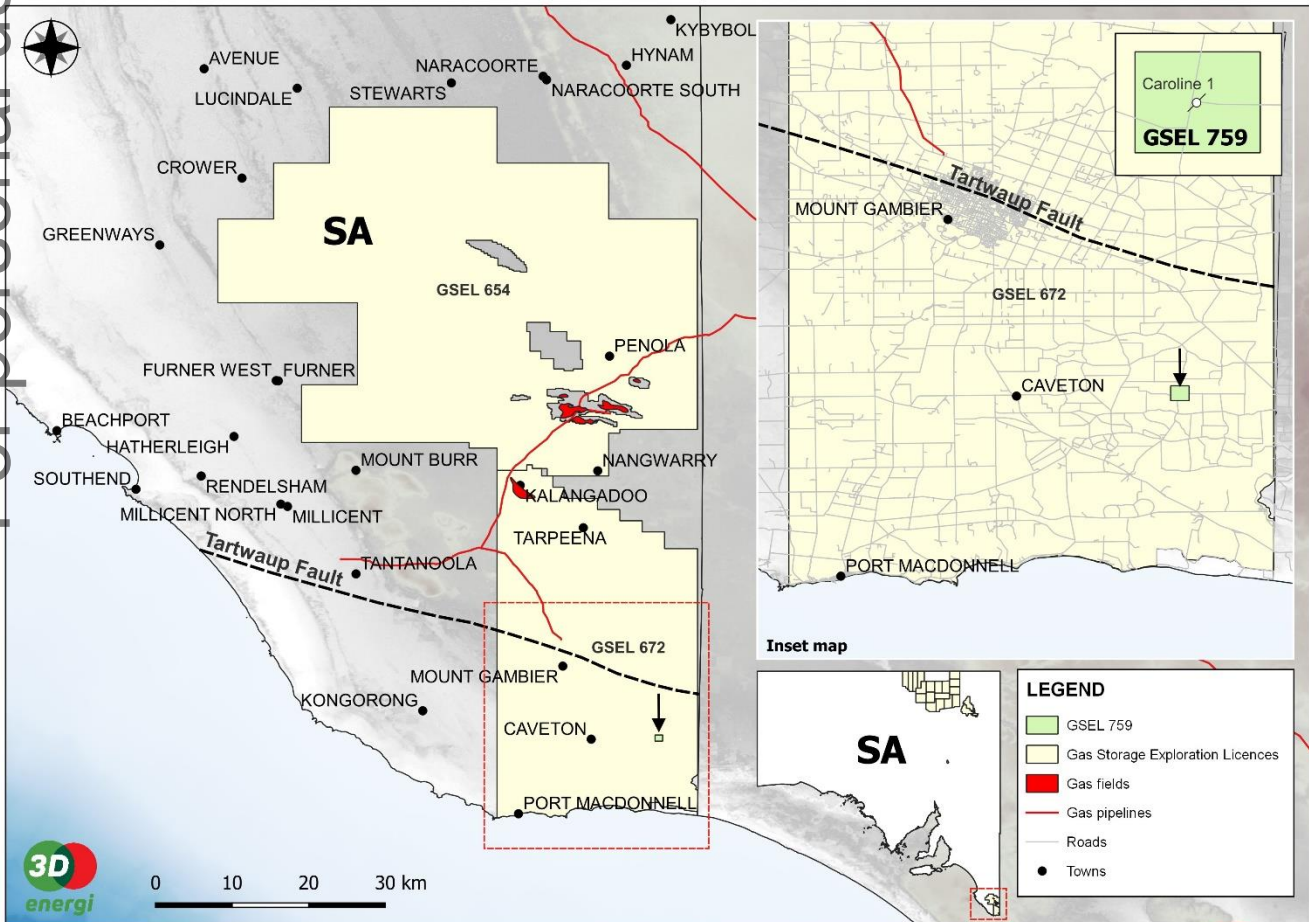 AVENUE
LUCINDALE
NARACOORTE
STEWARTS
KYBYBOL
HYNAM
NARACOORTE SOUTH
CROWER
GREENWAYS
SA
GSEL 654
PENOLA
FURNER WEST
FURNER
BEACHPORT
HATHERLEIGH
MOUNT BURR
NANGWARRY
SOUTHEND
RENDELSHAM
KALANGADOO
MILLICENT NORTH
MILLICENT
TARPEENA
Tartwaup Fault
TANTANOOLA
GSEL 672
MOUNT GAMBIER
KONGORONG
CAVETON
PORT MACDONNELL
3D
energi
0 10 20 30 km
Caroline 1
GSEL 759
Tartwaup Fault
MOUNT GAMBIER
GSEL 672
CAVETON
PORT MACDONNELL
Inset map
SA
LEGEND
GSEL 759
Gas Storage Exploration Licences
Gas fields
Gas pipelines
Roads
Towns